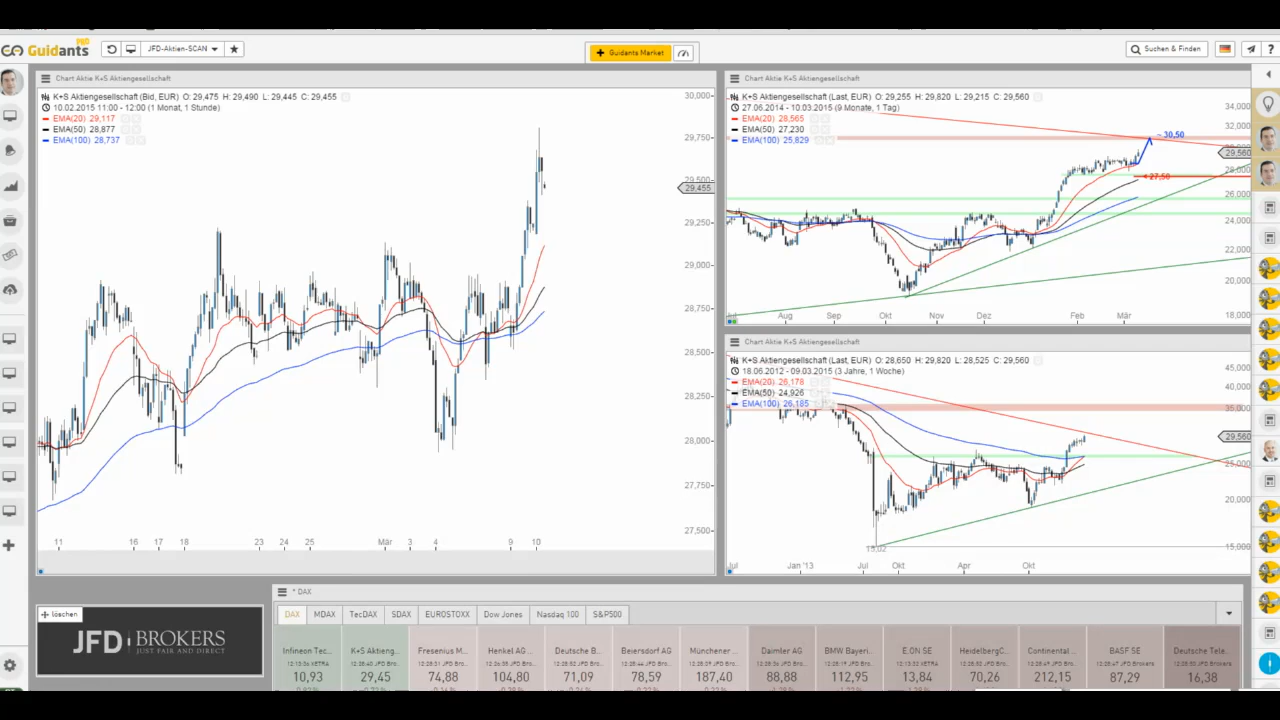 Guidants PRO
JFD-Aktien-SCAN
Guidants Market
Suchen & Finden
?
Chart Aktie K+S Aktiengesellschaft
K+S Aktiengesellschaft (Bid, EUR) O: 29,475 H: 29,490 L: 29,445 C: 29,455
10.02.2015 11:00 - 12:00 (1 Monat, 1 Stunde)
EMA(20) 29,117
EMA(50) 28,877
EMA(100) 28,737
30,000
29,750
29,500
29,455
29,250
29,000
28,750
28,500
28,250
28,000
27,750
27,500
11 16 17 18 23 24 25 Mär 3 4 9 10
Chart Aktie K+S Aktiengesellschaft
K+S Aktiengesellschaft (Last, EUR) O: 29,255 H: 29,820 L: 29,215 C: 29,560
27.06.2014 - 10.03.2015 (9 Monate, 1 Tag)
EMA(20) 28,565
EMA(50) 27,230
EMA(100) 25,829
~ 30,50
27,50
34,000
32,000
29,560
28,000
26,000
24,000
22,000
20,000
18,000
Jul Aug Sep Okt Nov Dez Feb Mär
Chart Aktie K+S Aktiengesellschaft
K+S Aktiengesellschaft (Last, EUR) O: 28,650 H: 29,820 L: 28,525 C: 29,560
18.06.2012 - 09.03.2015 (3 Jahre, 1 Woche)
EMA(20) 26,178
EMA(50) 24,926
EMA(100) 26,185
45,000
40,000
35,000
29,560
25,000
20,000
15,000
15,02
Jul Okt Jan '13 Jul Okt Apr Okt
löschen
JFD BROKERS
JUST FAIR AND DIRECT
* DAX
DAX MDAX TecDAX SDAX EUROSTOXX Dow Jones Nasdaq 100 S&P500
Infineon Tec... K+S Aktieng... Fresenius M... Henkel AG ... Deutsche B... Beiersdorf AG Münchener ... Daimler AG BMW Bayeri... E.ON SE HeidelbergC... Continental ... BASF SE Deutsche Tele...
10,93 29,45 74,88 104,80 71,09 78,59 187,40 88,88 112,95 13,84 70,26 212,15 87,29 16,38